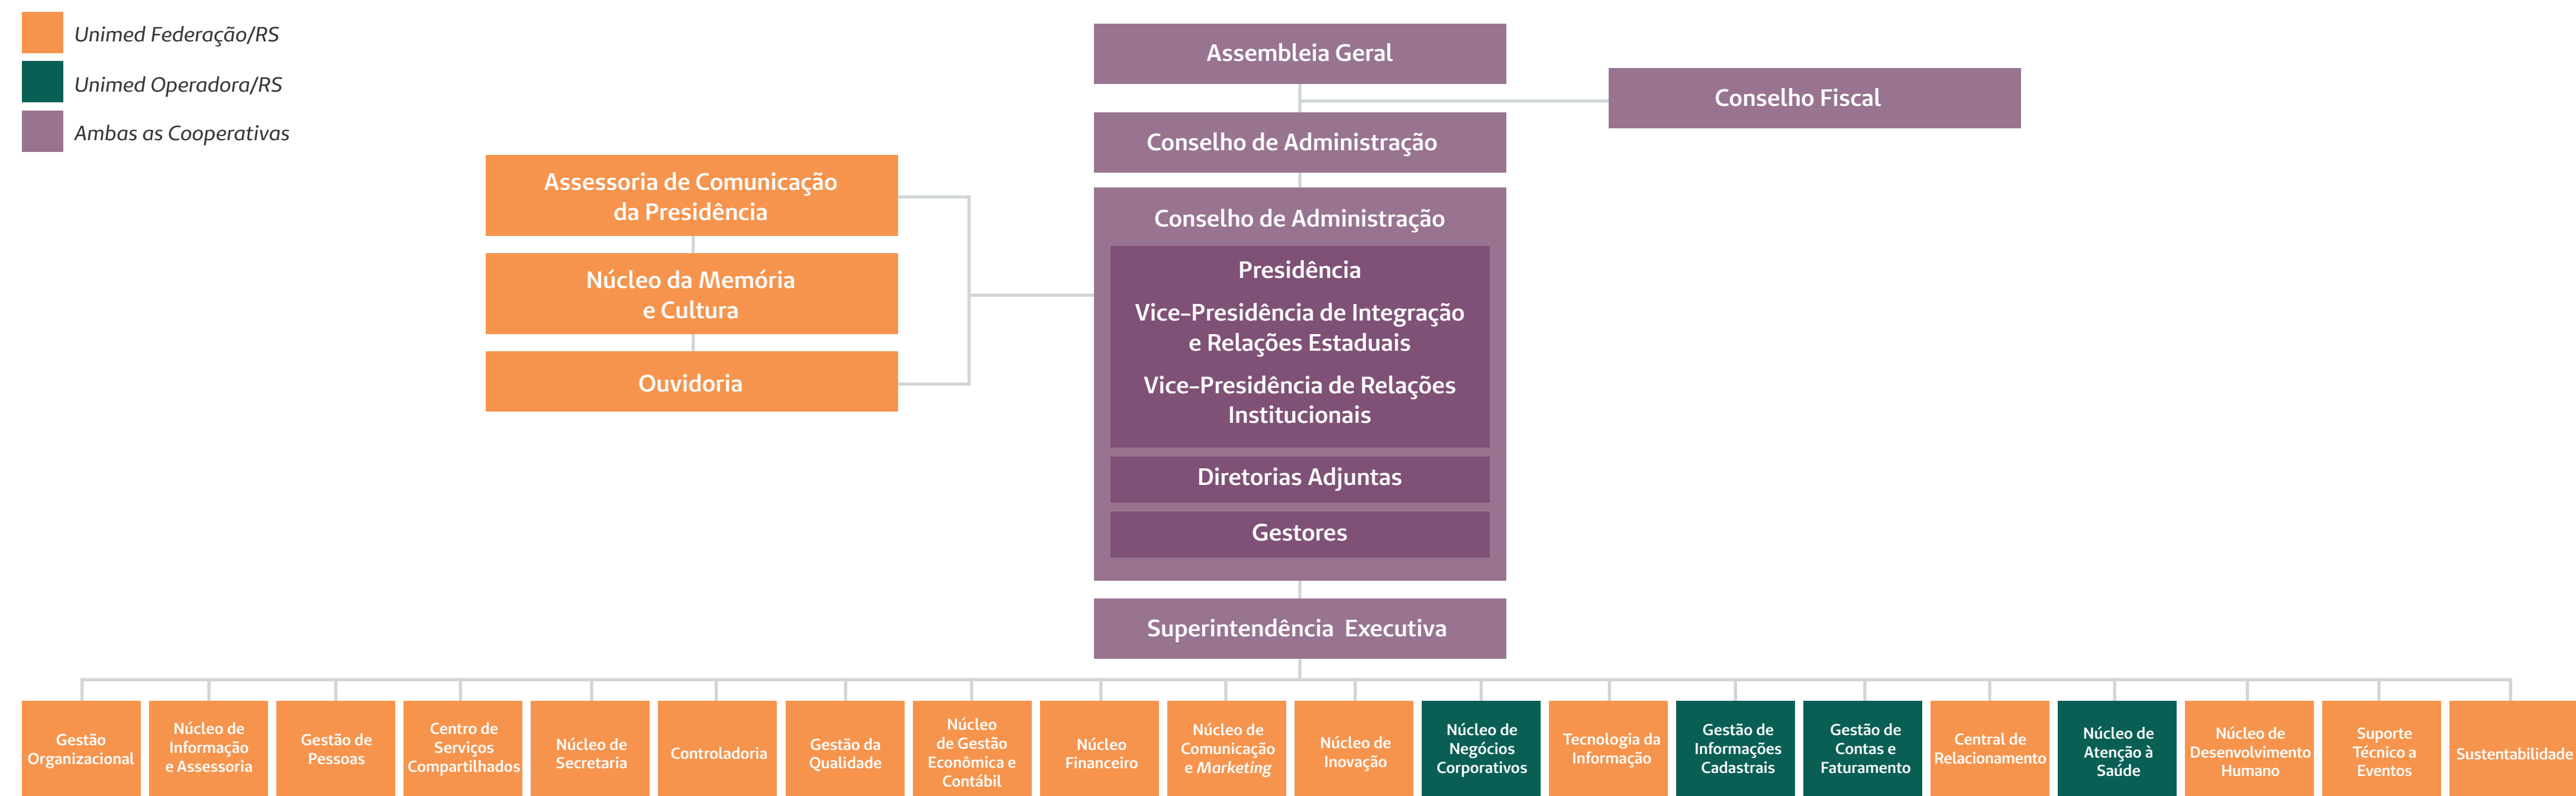 Unimed Federação/RS
Unimed Operadora/RS
Ambas as Cooperativas
Assembleia Geral
Conselho Fiscal
Conselho de Administração
Assessoria de Comunicação
da Presidência
Núcleo da Memória
e Cultura
Ouvidoria
Conselho de Administração
Presidência
Vice-Presidência de Integração
e Relações Estaduais
Vice-Presidência de Relações
Institucionais
Diretorias Adjuntas
Gestores
Superintendência Executiva
Gestão
Organizacional
Núcleo de
Informação
e Assessoria
Gestão de
Pessoas
Centro de
Serviços
Compartilhados
Núcleo de
Secretaria
Controladoria
Gestão da
Qualidade
Núcleo
de Gestão
Econômica e
Contábil
Núcleo
Financeiro
Núcleo de
Comunicação
e Marketing
Núcleo de
Inovação
Núcleo de
Negócios
Corporativos
Tecnologia da
Informação
Gestão de
Informações
Cadastrais
Gestão de
Contas e
Faturamento
Central de
Relacionamento
Núcleo de
Atenção à
Saúde
Núcleo de
Desenvolvimento
Humano
Suporte
Técnico a
Eventos
Sustentabilidade